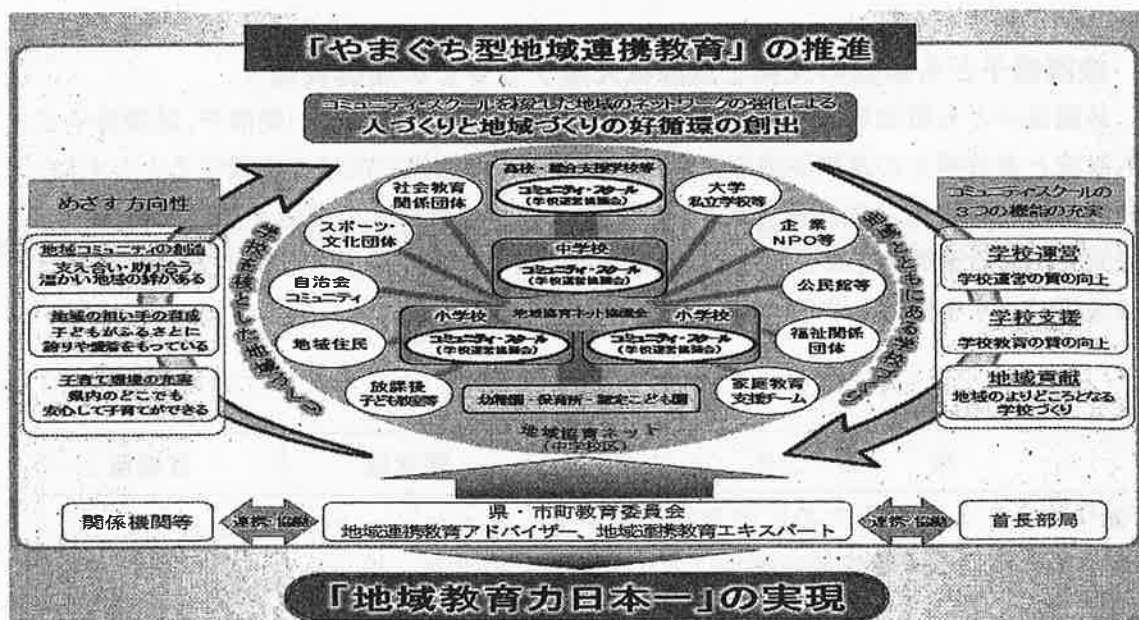 「やまぐち型地域連携教育」の推進
コミュニティ・スクールを核とした地域のネットワークの強化による
人づくりと地域づくりの好循環の創出
めざす方向性
地域コミュニティの創造
支え合い・助け合う
温かい地域の絆がある
地域の担い手の育成
子どもがふるさとに
誇りや愛着をもっている
子育て環境の充実
県内のどこでも
安心して子育てができる
社会教育
関係団体
スポーツ・
文化団体
自治会
コミュニティ
地域住民
放課後
子ども教室等
高校・総合支援学校等
コミュニティ・スクール
(学校運営協議会)
中学校
コミュニティ・スクール
(学校運営協議会)
地域協育ネット協議会
小学校
コミュニティ・スクール
(学校運営協議会)
小学校
コミュニティ・スクール
(学校運営協議会)
幼稚園・保育所・認定こども園
地域協育ネット
(中学校区)
大学
私立学校等
企業
NPO等
公民館等
福祉関係
団体
家庭教育
支援チーム
コミュニティ・スクールの
3つの機能の充実
学校運営
学校運営の質の向上
学校支援
学校教育の質の向上
地域貢献
地域のよりどころとなる
学校づくり
関係機関等
連携・協働
県・市町教育委員会
地域連携教育アドバイザー、地域連携教育エキスパート
連携・協働
首長部局
「地域教育力日本一」の実現